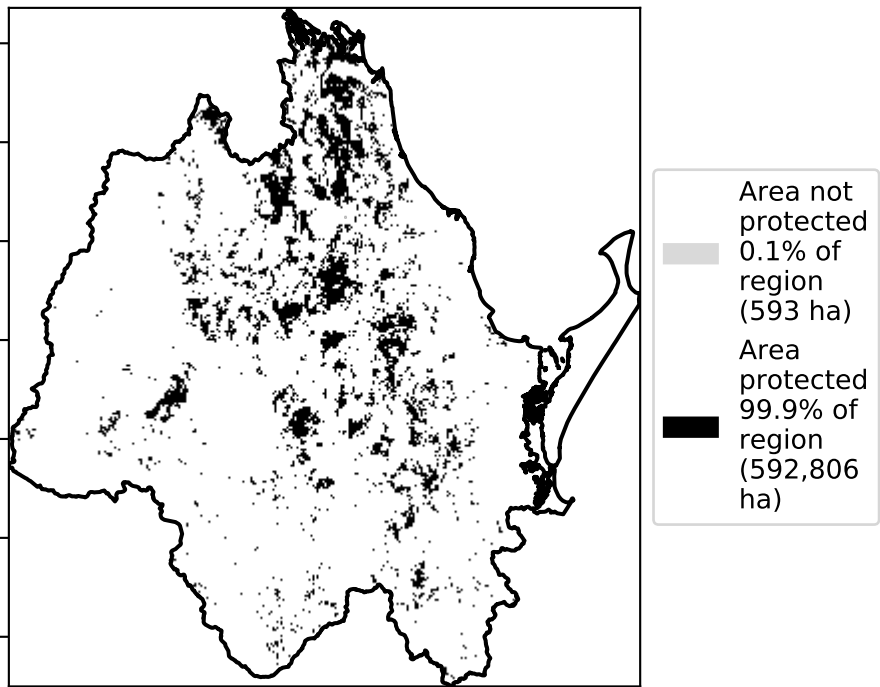 Area not
protected
0.1% of
region
(593 ha)
Area
protected
99.9% of
region
(592,806
ha)